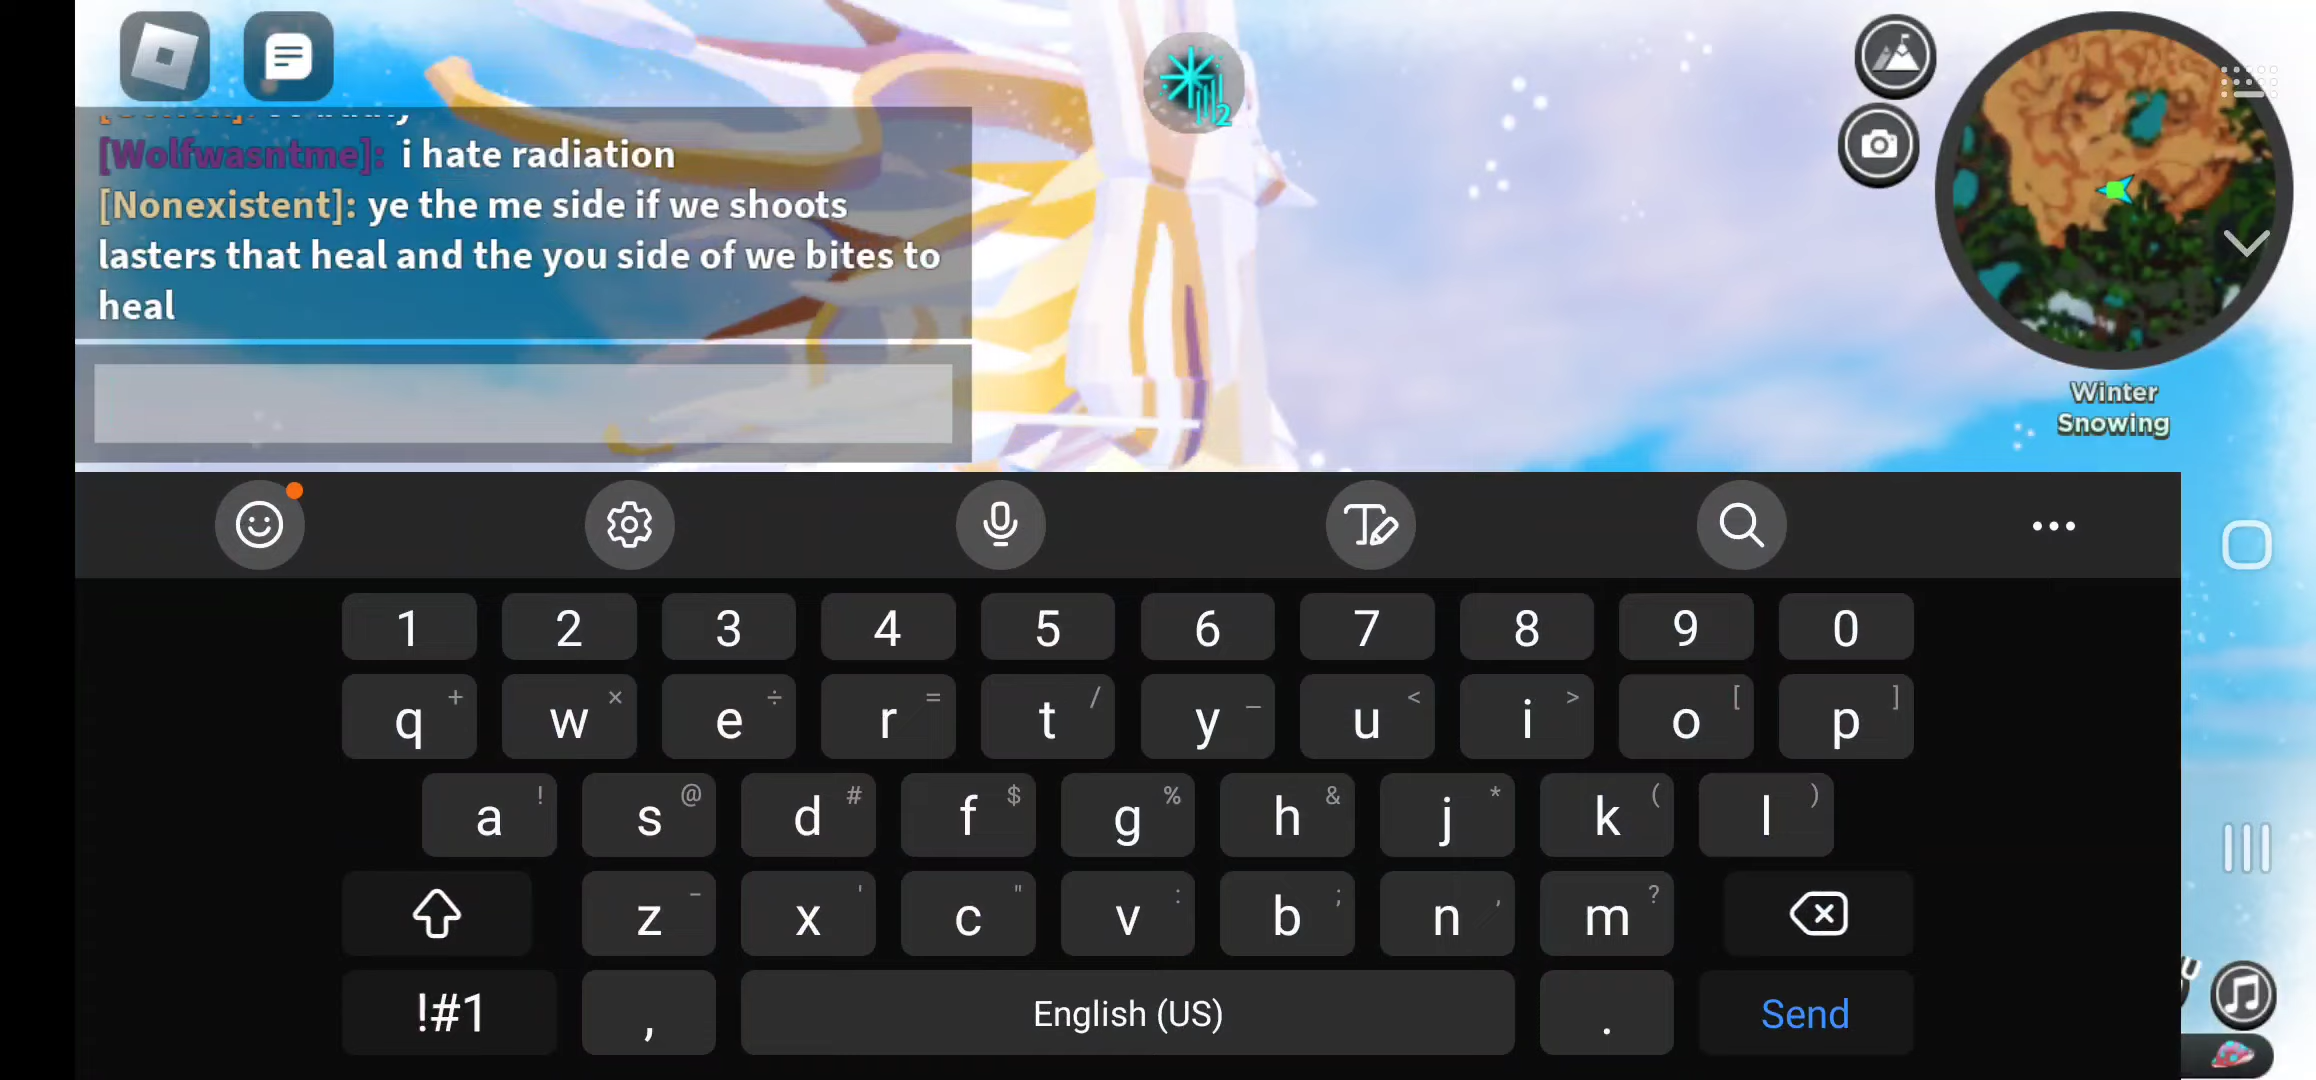 [Wolfwasntme]: i hate radiation
[Nonexistent]: ye the me side if we shoots
lasters that heal and the you side of we bites to
heal
2
Winter
Snowing
1 2 3 4 5 6 7 8 9 0
q + w × e ÷ r = t / y _ u < i > o [ p ]
a ! s @ d # f $ g % h & j * k ( l )
z - x ' c " v : b ; n , m ?
!#1 , English (US) . Send